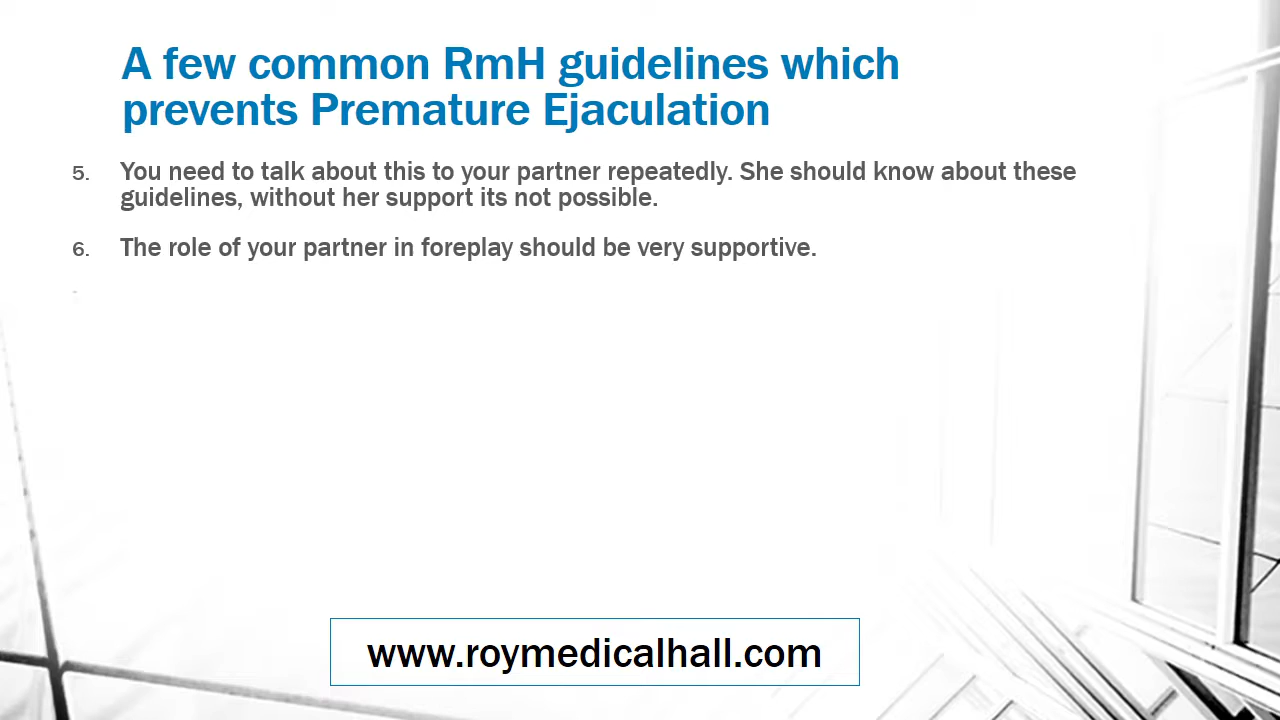 A few common RmH guidelines which
prevents Premature Ejaculation
5. You need to talk about this to your partner repeatedly. She should know about these
guidelines, without her support its not possible.
6. The role of your partner in foreplay should be very supportive.
www.roymedicalhall.com